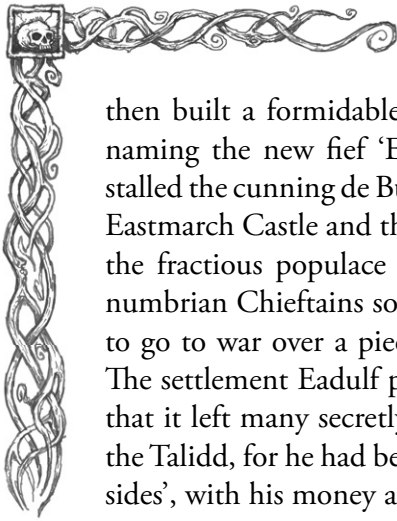 then built a formidable
naming the new fief ‘E
stalled the cunning de Bu
Eastmarch Castle and th
the fractious populace
numbrian Chieftains so
to go to war over a pie
The settlement Eadulf p
that it left many secretly
the Talidd, for he had be
sides’, with his money a